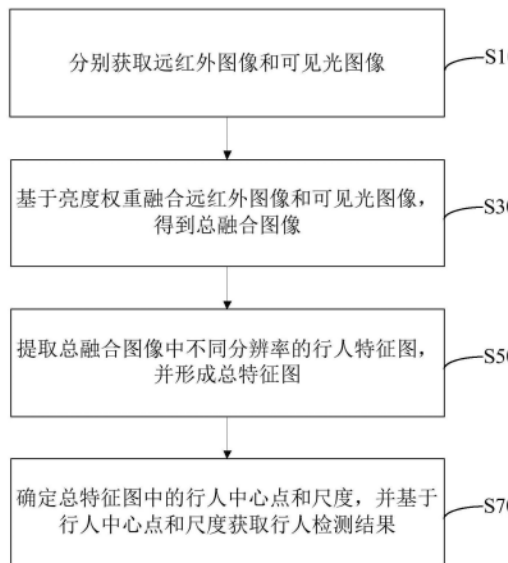 分别获取远红外图像和可见光图像
S10
基于亮度权重融合远红外图像和可见光图像，
得到总融合图像
S30
提取总融合图像中不同分辨率的行人特征图，
并形成总特征图
S50
确定总特征图中的行人中心点和尺度，并基于
行人中心点和尺度获取行人检测结果
S70